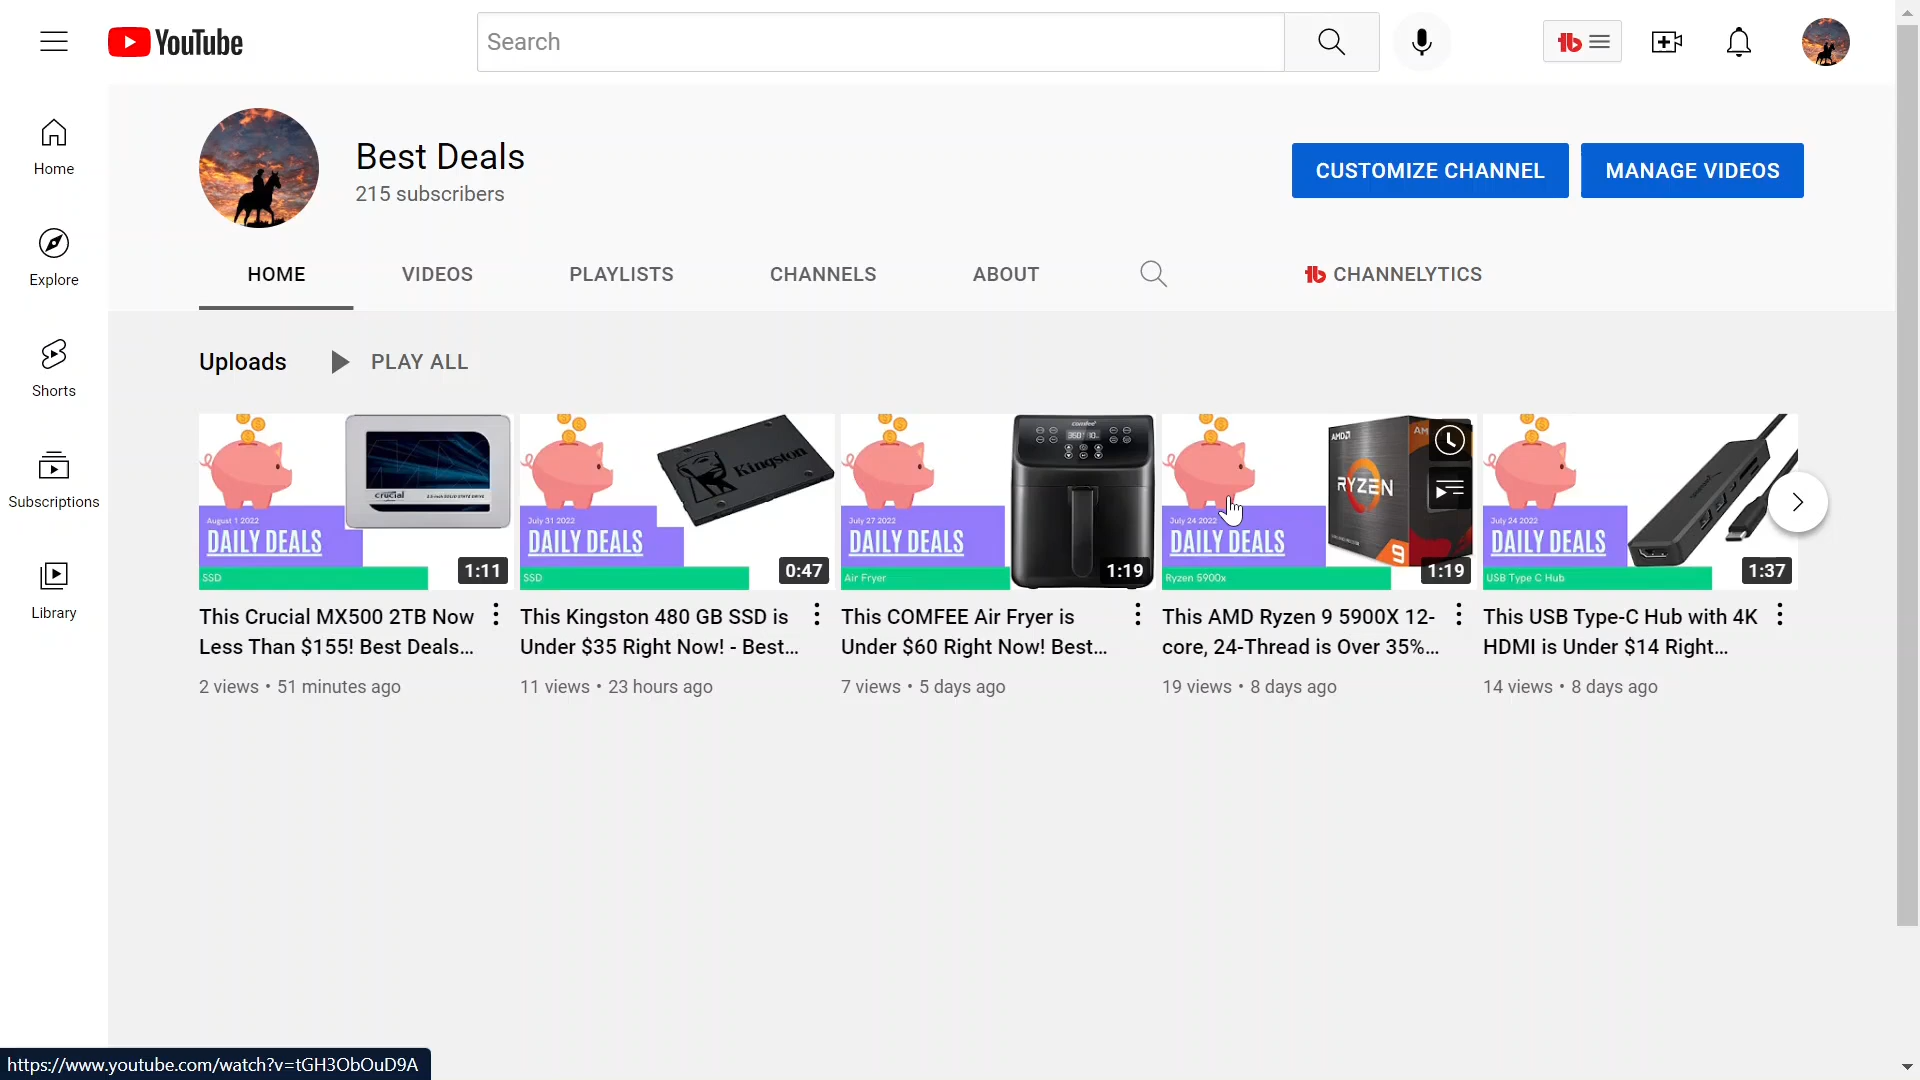 YouTube
Search
Home
Explore
Shorts
Subscriptions
Library
Best Deals
215 subscribers
CUSTOMIZE CHANNEL
MANAGE VIDEOS
HOME
VIDEOS
PLAYLISTS
CHANNELS
ABOUT
CHANNELYTICS
Uploads
PLAY ALL
crucial
August 1 2022
DAILY DEALS
SSD
1:11
This Crucial MX500 2TB Now
Less Than $155! Best Deals...
2 views • 51 minutes ago
Kingston
July 31 2022
DAILY DEALS
SSD
0:47
This Kingston 480 GB SSD is
Under $35 Right Now! - Best...
11 views • 23 hours ago
July 27 2022
DAILY DEALS
Air Fryer
1:19
This COMFEE Air Fryer is
Under $60 Right Now! Best...
7 views • 5 days ago
AMD
RYZEN
9
July 24 2022
DAILY DEALS
Ryzen 5900x
1:19
This AMD Ryzen 9 5900X 12-
core, 24-Thread is Over 35%...
19 views • 8 days ago
July 24 2022
DAILY DEALS
USB Type C Hub
1:37
This USB Type-C Hub with 4K
HDMI is Under $14 Right...
14 views • 8 days ago
https://www.youtube.com/watch?v=tGH3ObOuD9A